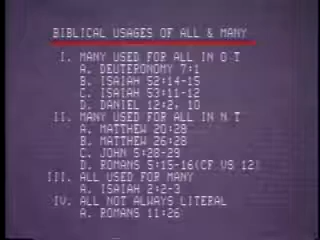 BIBLICAL USAGES OF ALL & MANY
I. MANY USED FOR ALL IN O T
A. DEUTERONOMY 7:1
B. ISAIAH 52:14-15
C. ISAIAH 53:11-12
D. DANIEL 12:2, 10
II. MANY USED FOR ALL IN N T
A. MATTHEW 20:28
B. MATTHEW 26:28
C. JOHN 5:28-29
D. ROMANS 5:15-16(CF VS 12)
III. ALL USED FOR MANY
A. ISAIAH 2:2-3
IV. ALL NOT ALWAYS LITERAL
A. ROMANS 11:26